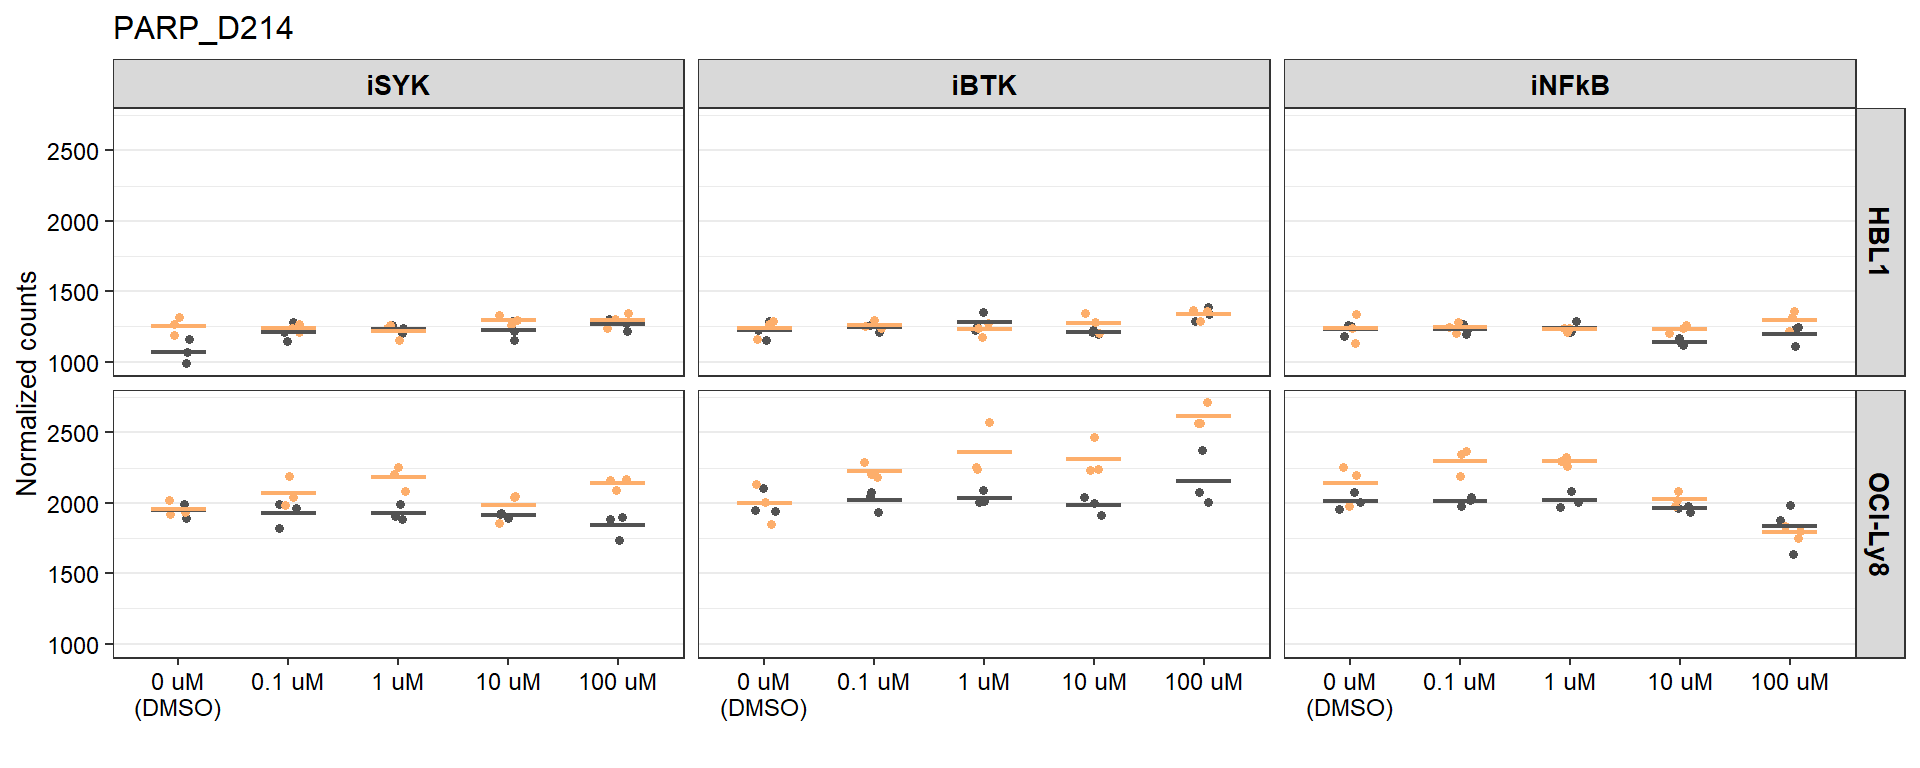 PARP_D214
iSYK
iBTK
iNFkB
Normalized counts
2500
2000
1500
1000
HBL1
2500
2000
1500
1000
OCI-Ly8
0 uM
(DMSO)
0.1 uM
1 uM
10 uM
100 uM
0 uM
(DMSO)
0.1 uM
1 uM
10 uM
100 uM
0 uM
(DMSO)
0.1 uM
1 uM
10 uM
100 uM